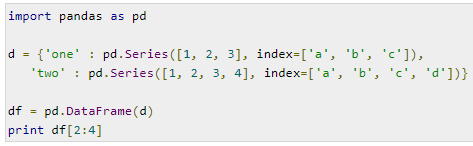 import pandas as pd
d = {'one' : pd.Series([1, 2, 3], index=['a', 'b', 'c']),
'two' : pd.Series([1, 2, 3, 4], index=['a', 'b', 'c', 'd'])}
df = pd.DataFrame(d)
print df[2:4]